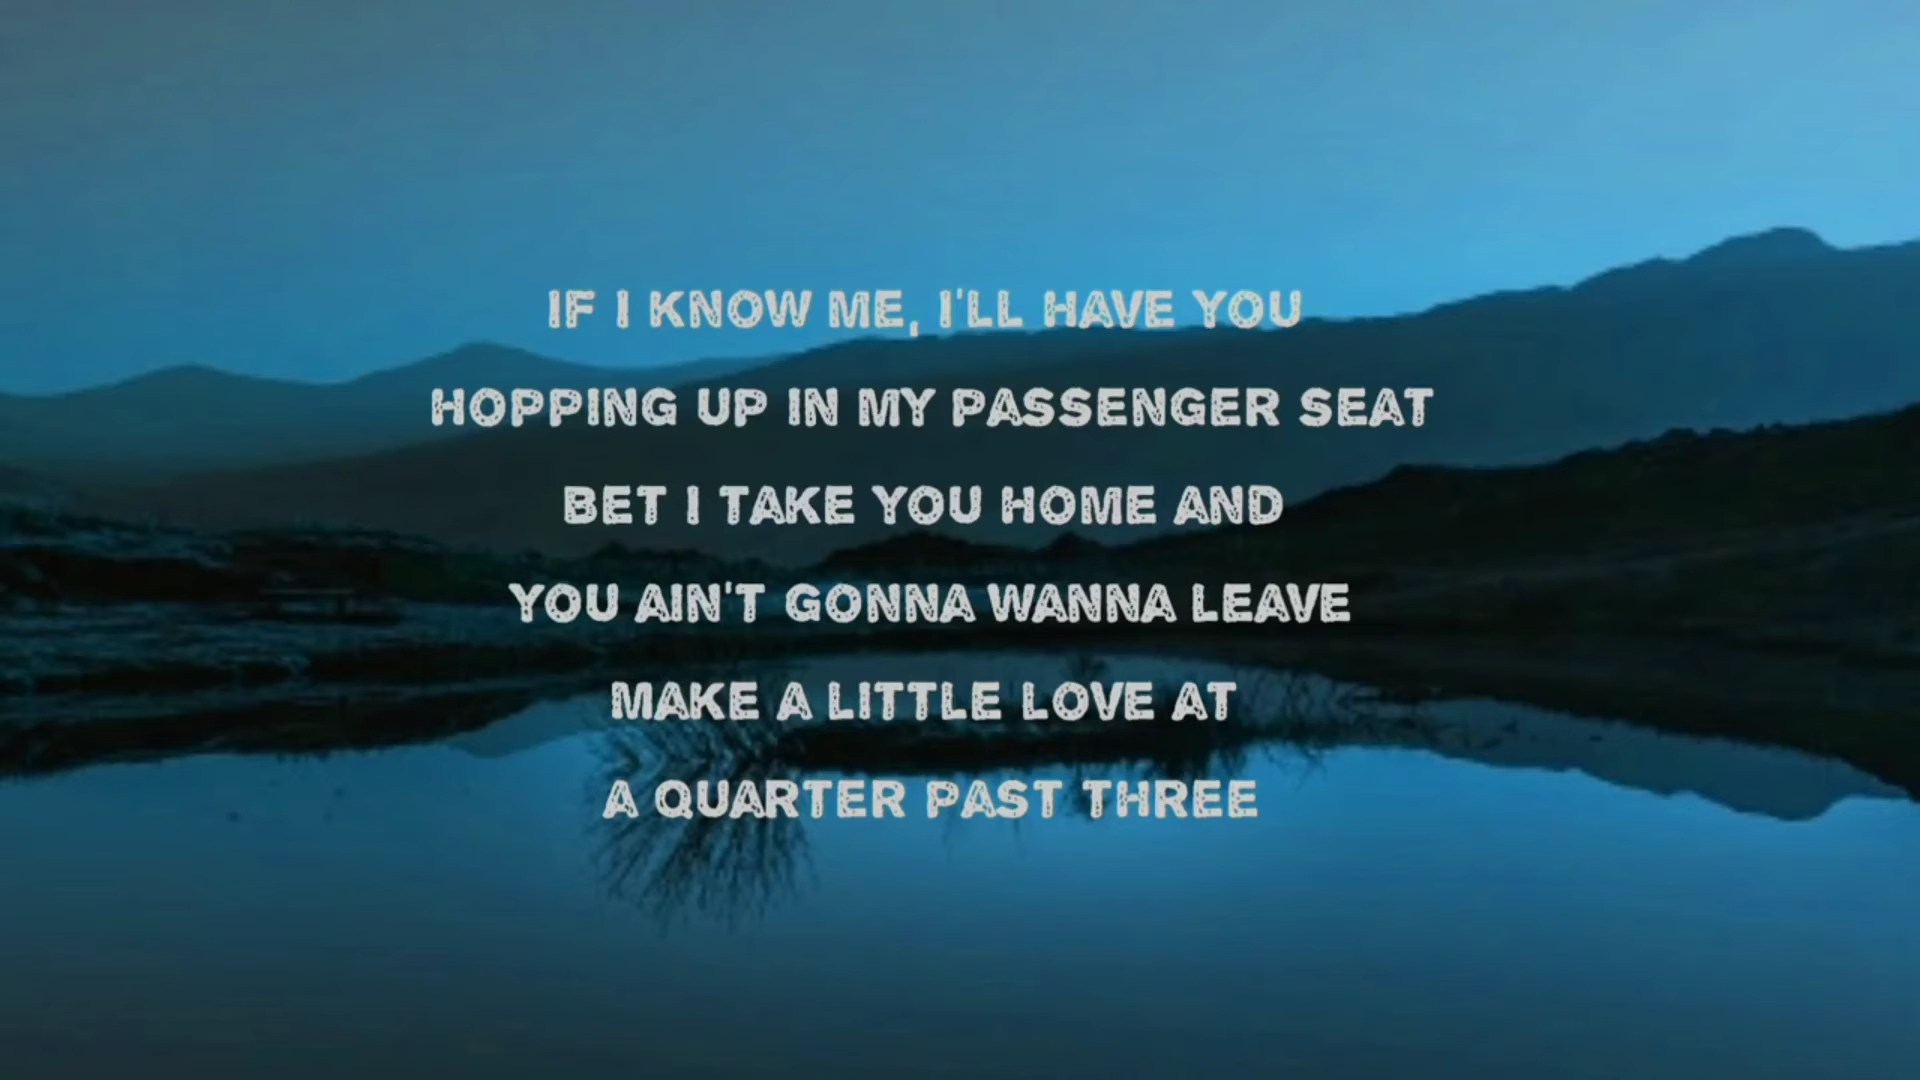 IF I KNOW ME, I'LL HAVE YOU
HOPPING UP IN MY PASSENGER SEAT
BET I TAKE YOU HOME AND
YOU AIN'T GONNA WANNA LEAVE
MAKE A LITTLE LOVE AT
A QUARTER PAST THREE